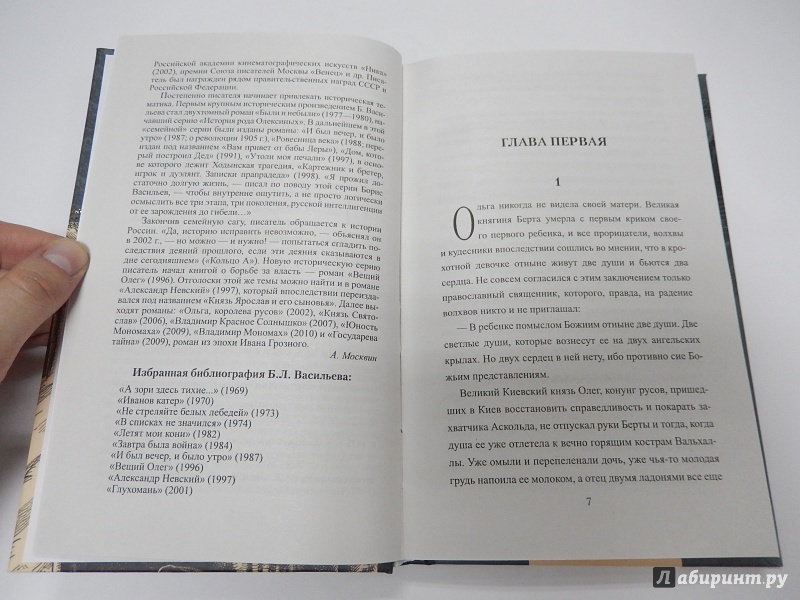 Российской академии кинематографических искусств «Ника»
(2002), премии Союза писателей Москвы «Венец» и др. Писа-
тель был награжден рядом правительственных наград СССР и
Российской Федерации.
Постепенно писателя начинает привлекать историческая те-
матика. Первым крупным историческим произведением Б. Васи-
льева стал двухтомный роман «Были и небыли» (1977—1980), на-
чавший серию «История рода Олексиных». В дальнейшем в этой
«семейной» серии были изданы романы: «И был вечер, и было
утро» (1987; о революции 1905 г.), «Ровесница века» (1988; пере-
издан под названием «Вам привет от бабы Леры»), «Дом, кото-
рый построил Дед» (1991), «Утоли моя печали» (1997), в осно-
ве которого лежит Ходынская трагедия, «Картежник и бретер,
игрок и дуэлянт. Записки прапрадеда» (1998). «Я прожил до-
статочно долгую жизнь, — писал по поводу этой серии Борис
Васильев, — чтобы внутренне ощутить, а не просто логически
осмыслить все три этапа, три поколения, русской интеллигенции
от ее зарождения до гибели...»
Закончив семейную сагу, писатель обращается к истории
России. «Да, историю исправить невозможно, — объяснял он
в 2002 г., — но можно — и нужно! — попытаться сгладить по-
следствия деяний прошлого, если эти деяния сказываются в
дне сегодняшнем» («Кольцо А»). Новую историческую серию
писатель начал книгой о борьбе за власть — роман «Вещий
Олег» (1996). Отголоски этой же темы можно найти и в романе
«Александр Невский» (1997), который впоследствии переизда-
вался под названием «Князь Ярослав и его сыновья». Далее вы-
ходят романы: «Ольга, королева русов» (2002), «Князь Свято-
слав» (2006), «Владимир Красное Солнышко» (2007), «Юность
Мономаха» (2009), «Владимир Мономах» (2010) и «Государева
тайна» (2009), роман из эпохи Ивана Грозного.
А. Москвин
Избранная библиография Б.Л. Васильева:
«А зори здесь тихие...» (1969)
«Иванов катер» (1970)
«Не стреляйте белых лебедей» (1973)
«В списках не значился» (1974)
«Летят мои кони» (1982)
«Завтра была война» (1984)
«И был вечер, и было утро» (1987)
«Вещий Олег» (1996)
«Александр Невский» (1997)
«Глухомань» (2001)
ГЛАВА ПЕРВАЯ
1
Ольга никогда не видела своей матери. Великая
княгиня Берта умерла с первым криком свое-
го первого ребенка, и все прорицатели, волхвы
и кудесники впоследствии сошлись во мнении, что в кро-
хотной девочке отныне живут две души и бьются два
сердца. Не совсем согласился с этим заключением только
православный священник, которого, правда, на радение
волхвов никто и не приглашал:
— В ребенке помыслом Божиим отныне две души. Две
светлые души, которые вознесут ее на двух ангельских
крылах. Но двух сердец в ней нету, ибо противно сие Бо-
жьим представлениям.
Великий Киевский князь Олег, конунг русов, пришед-
ших в Киев восстановить справедливость и покарать за-
хватчика Аскольда, не отпускал руки Берты и тогда, когда
душа ее уже отлетела к вечно горящим кострам Вальхал-
лы. Уже омыли и перепеленали дочь, уже чья-то молодая
грудь напоила ее молоком, а отец двумя ладонями все еще
7
Лабиринт.ру